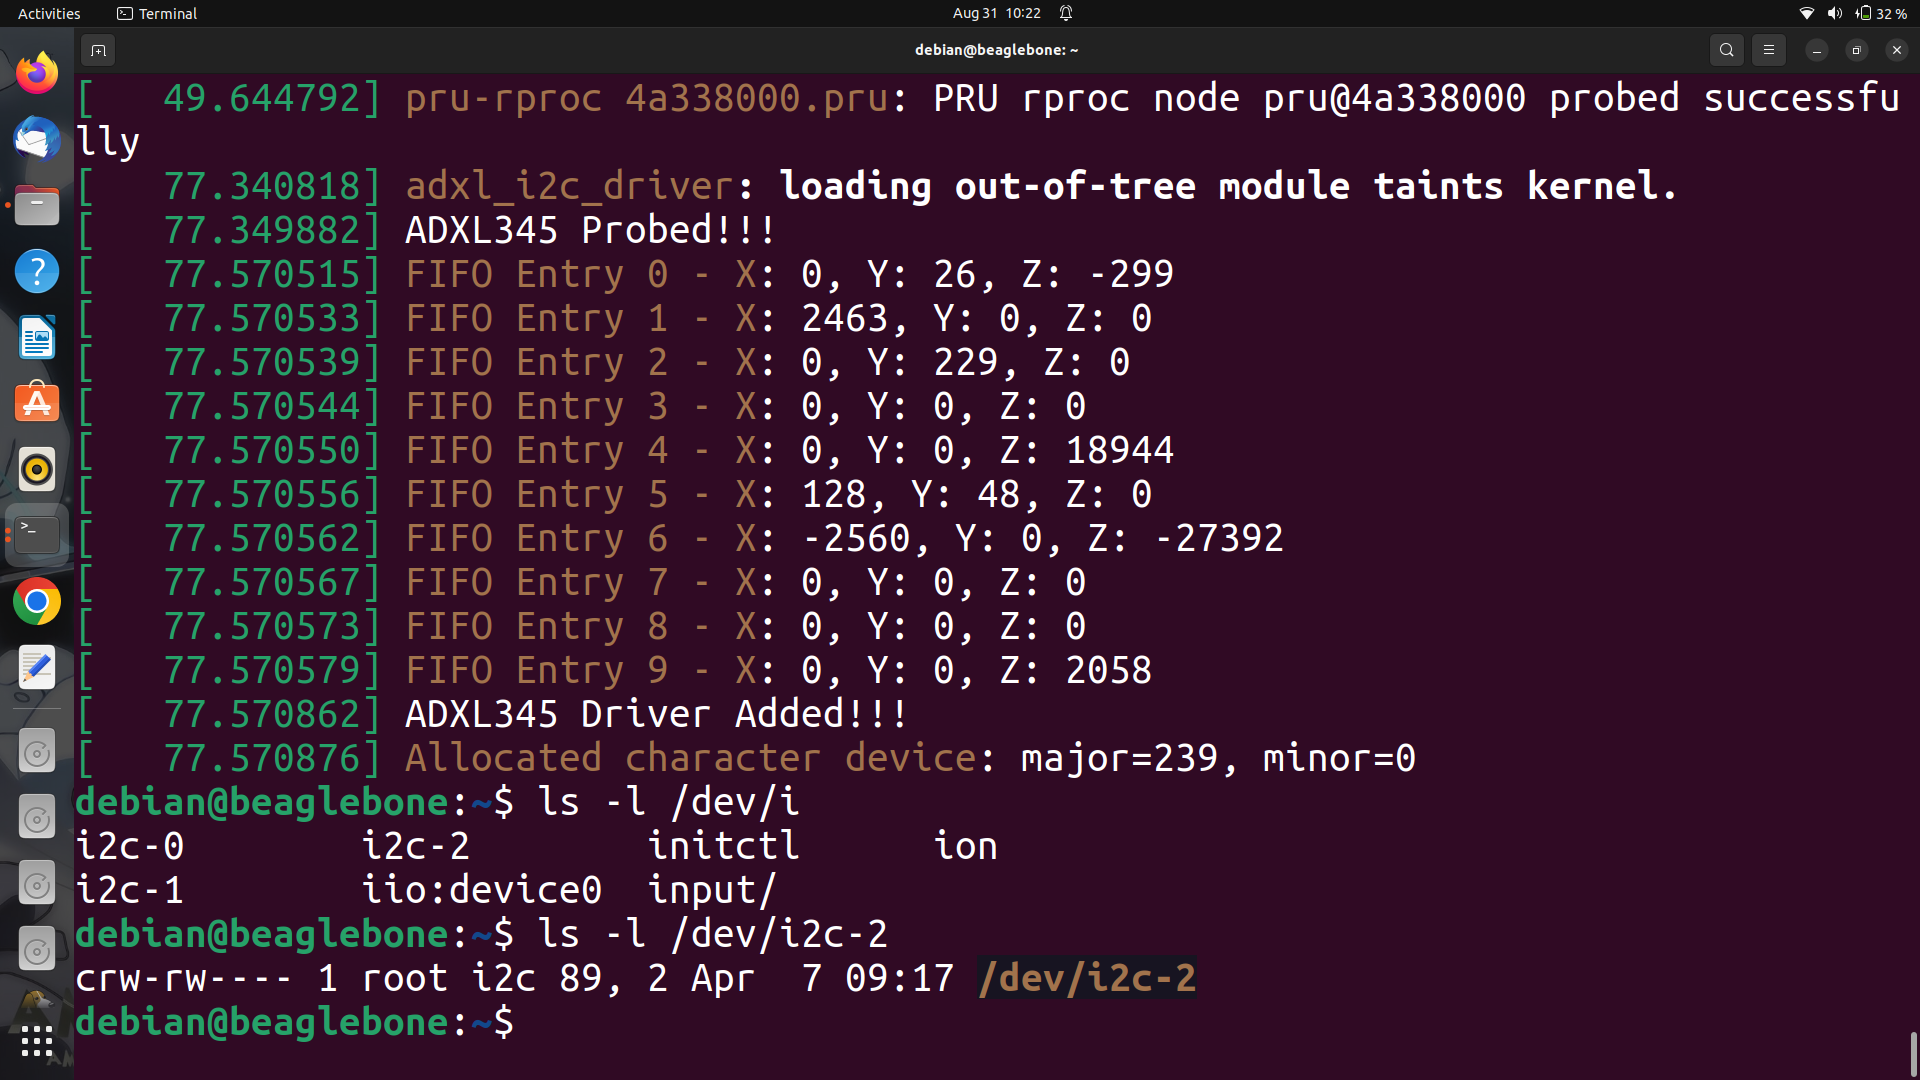 Activities Terminal Aug 31 10:22 32 %
debian@beaglebone: ~
[   49.644792] pru-rproc 4a338000.pru: PRU rproc node pru@4a338000 probed successfu
lly
[   77.340818] adxl_i2c_driver: loading out-of-tree module taints kernel.
[   77.349882] ADXL345 Probed!!!
[   77.570515] FIFO Entry 0 - X: 0, Y: 26, Z: -299
[   77.570533] FIFO Entry 1 - X: 2463, Y: 0, Z: 0
[   77.570539] FIFO Entry 2 - X: 0, Y: 229, Z: 0
[   77.570544] FIFO Entry 3 - X: 0, Y: 0, Z: 0
[   77.570550] FIFO Entry 4 - X: 0, Y: 0, Z: 18944
[   77.570556] FIFO Entry 5 - X: 128, Y: 48, Z: 0
[   77.570562] FIFO Entry 6 - X: -2560, Y: 0, Z: -27392
[   77.570567] FIFO Entry 7 - X: 0, Y: 0, Z: 0
[   77.570573] FIFO Entry 8 - X: 0, Y: 0, Z: 0
[   77.570579] FIFO Entry 9 - X: 0, Y: 0, Z: 2058
[   77.570862] ADXL345 Driver Added!!!
[   77.570876] Allocated character device: major=239, minor=0
debian@beaglebone:~$ ls -l /dev/i
i2c-0        i2c-2        initctl      ion
i2c-1        iio:device0  input/
debian@beaglebone:~$ ls -l /dev/i2c-2
crw-rw---- 1 root i2c 89, 2 Apr  7 09:17 /dev/i2c-2
debian@beaglebone:~$